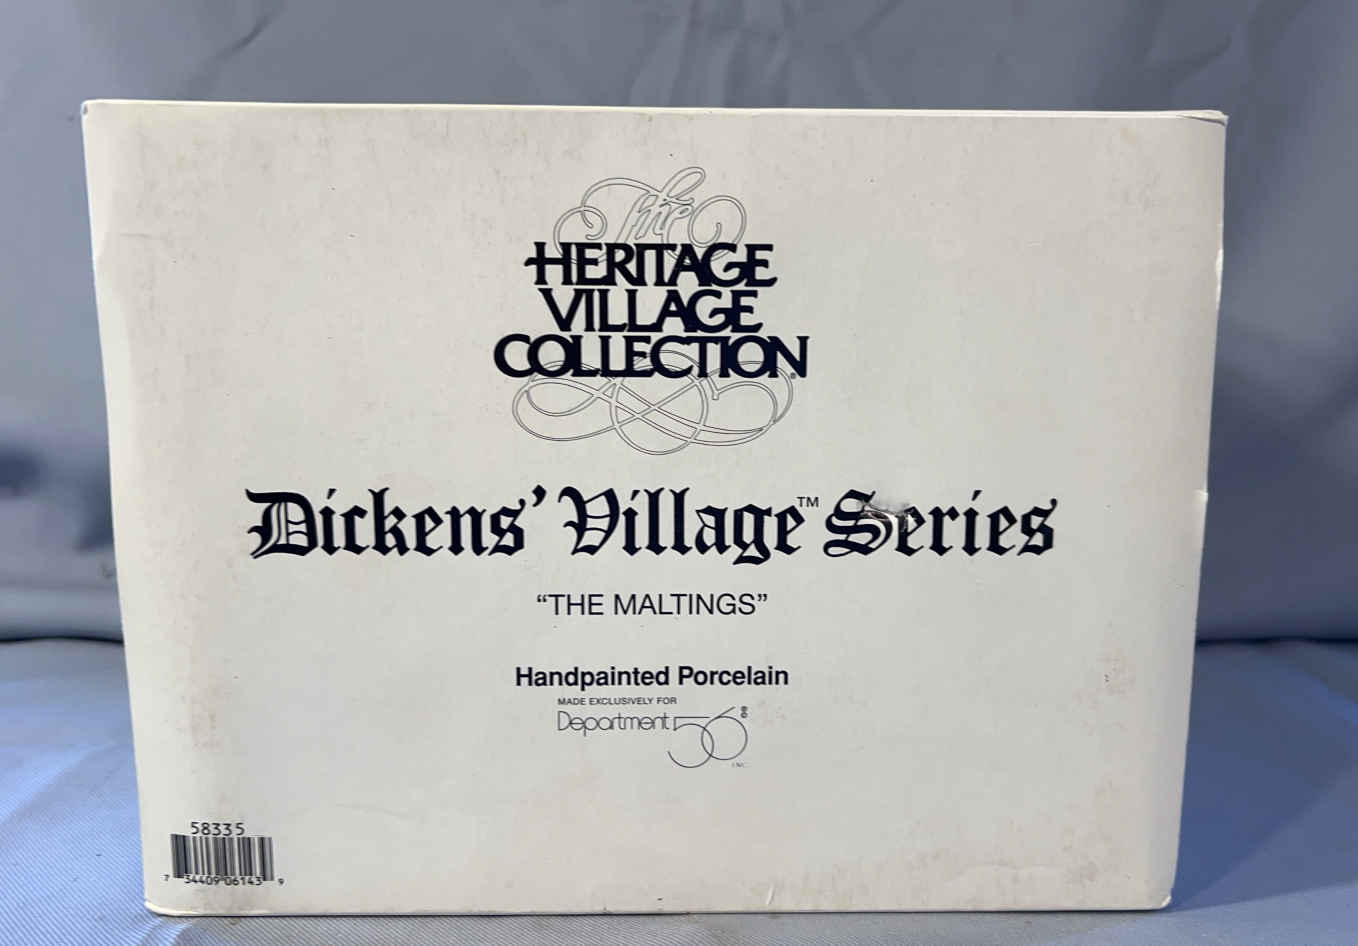 The
HERITAGE
VILLAGE
COLLECTION®
Dickens' Village™ Series
“THE MALTINGS”
Handpainted Porcelain
MADE EXCLUSIVELY FOR
Department 56®
INC.
58335
7 34409 06143 9